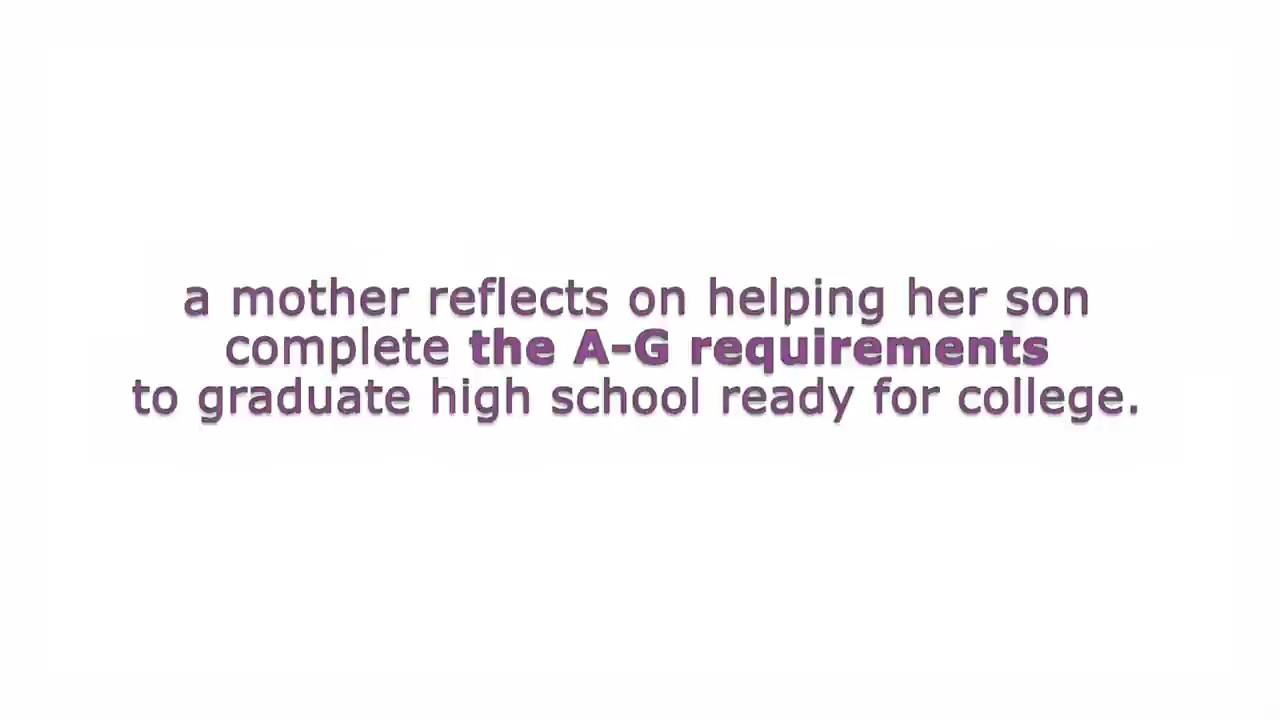 a mother reflects on helping her son
complete the A-G requirements
to graduate high school ready for college.